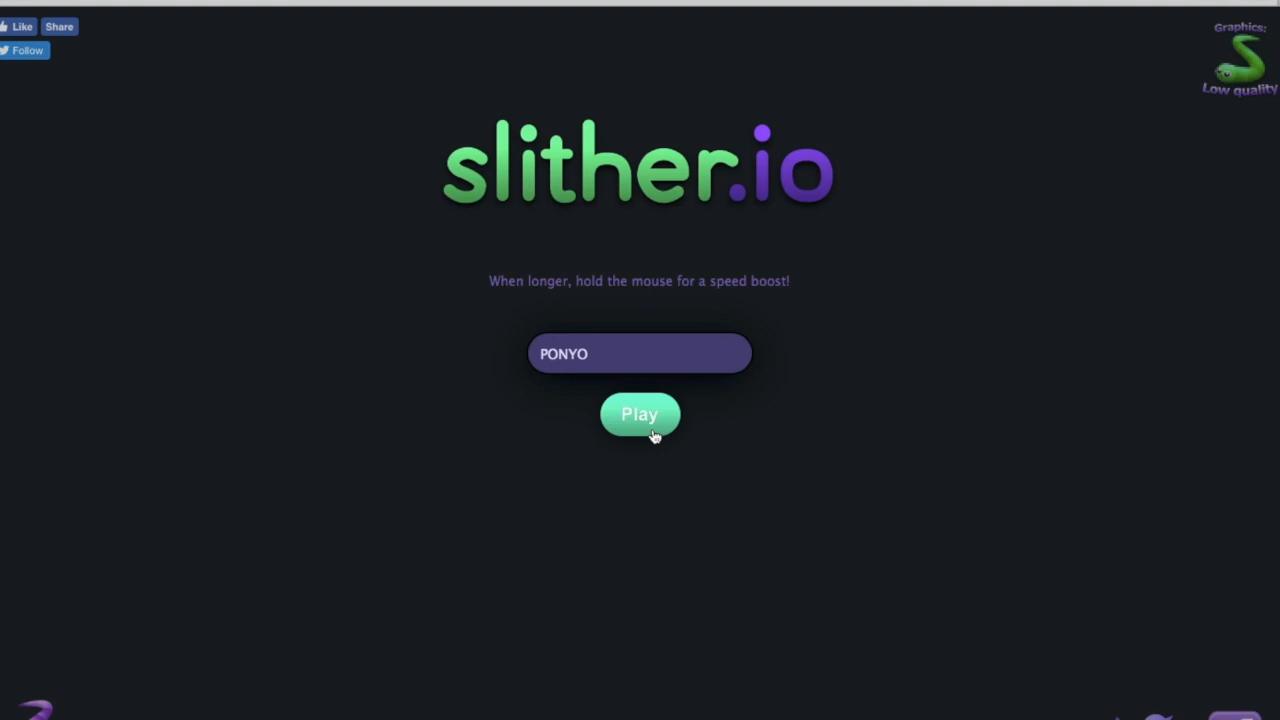 Like Share
Follow
Graphics:
Low quality
slither.io
When longer, hold the mouse for a speed boost!
PONYO
Play